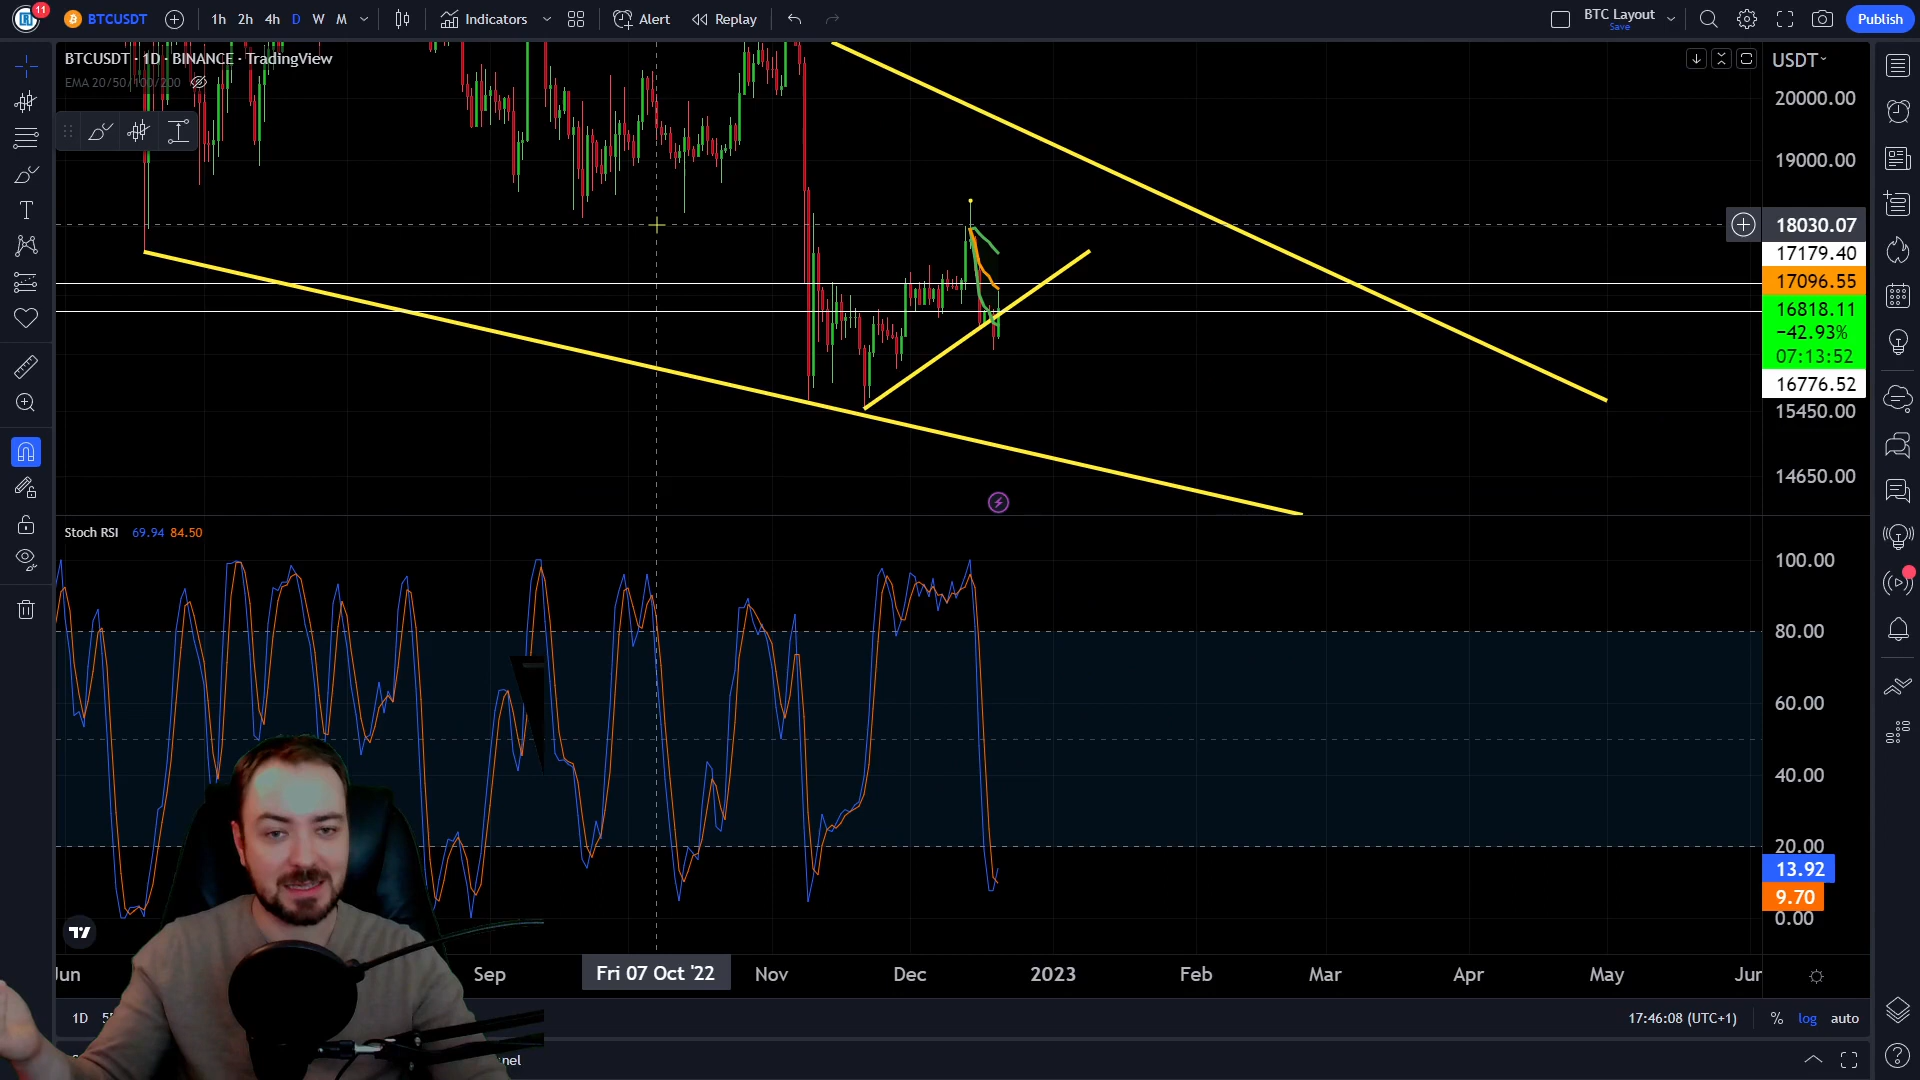 11
BTCUSDT
1h 2h 4h D W M
Indicators
Alert
Replay
BTC Layout
Save
Publish
BTCUSDT · 1D · BINANCE · TradingView
EMA 20/50/100/200
USDT
20000.00
19000.00
18030.07
17179.40
17096.55
16818.11
−42.93%
07:13:52
16776.52
15450.00
14650.00
Stoch RSI 69.94 84.50
100.00
80.00
60.00
40.00
20.00
13.92
9.70
0.00
Sep
Fri 07 Oct '22
Nov
Dec
2023
Feb
Mar
Apr
May
Jun
1D
17:46:08 (UTC+1)
%
log
auto